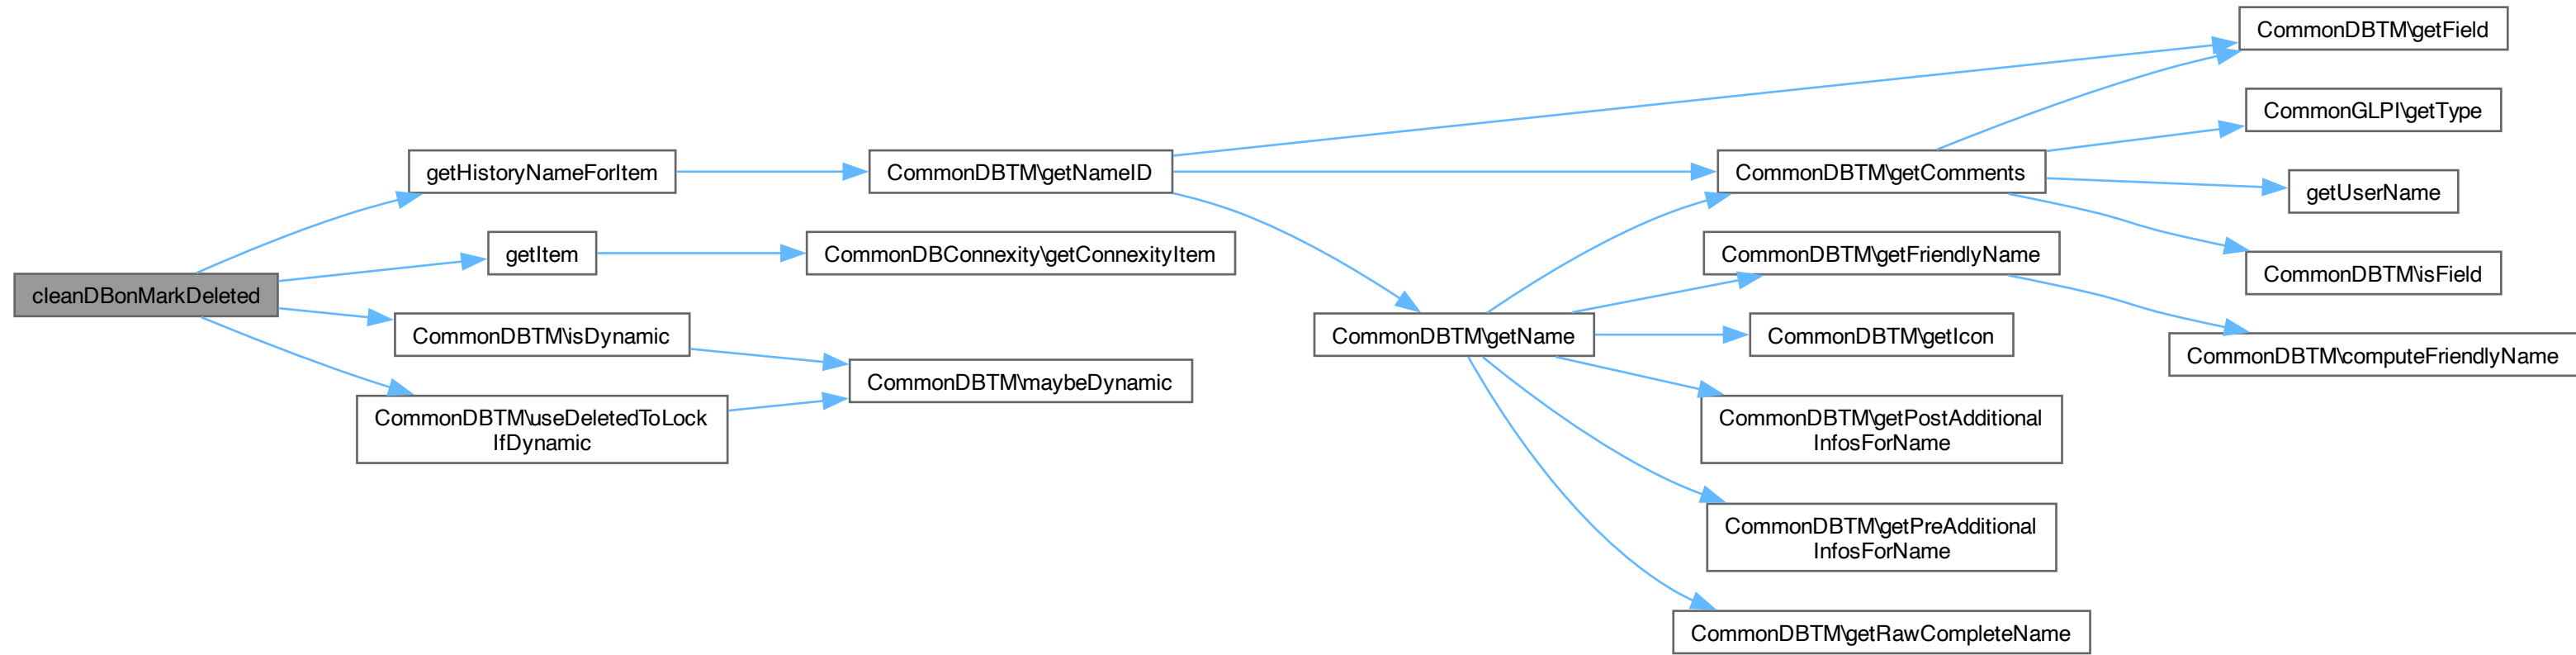 cleanDBonMarkDeleted
getHistoryNameForItem
getItem
CommonDBTM\isDynamic
CommonDBTM\useDeletedToLock
IfDynamic
CommonDBTM\getNameID
CommonDBConnexity\getConnexityItem
CommonDBTM\maybeDynamic
CommonDBTM\getName
CommonDBTM\getComments
CommonDBTM\getFriendlyName
CommonDBTM\getIcon
CommonDBTM\getPostAdditional
InfosForName
CommonDBTM\getPreAdditional
InfosForName
CommonDBTM\getRawCompleteName
CommonDBTM\getField
CommonGLPI\getType
getUserName
CommonDBTM\isField
CommonDBTM\computeFriendlyName